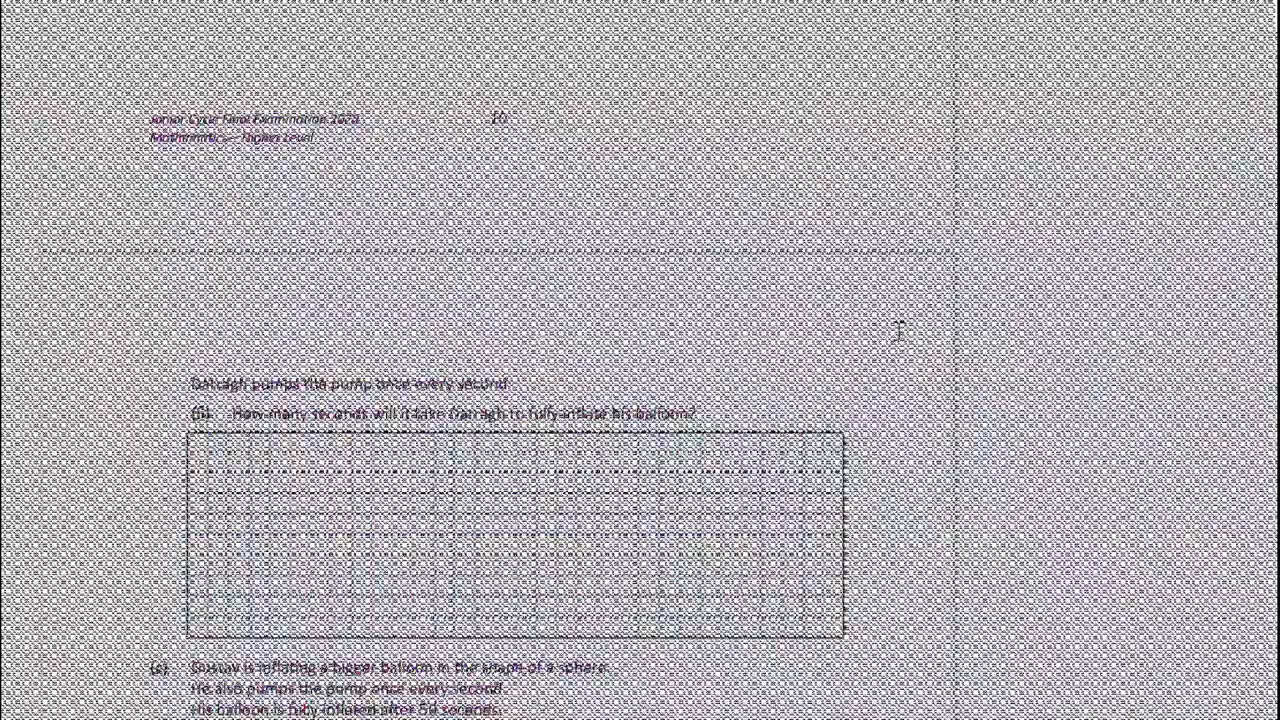 Junior Cycle Final Examination 2023
Mathematics – Higher Level
10
Darragh pumps the pump once every second.
(ii) How many seconds will it take Darragh to fully inflate his balloon?
(c) Gustav is inflating a bigger balloon in the shape of a sphere.
He also pumps the pump once every second.
His balloon is fully inflated after 50 seconds.